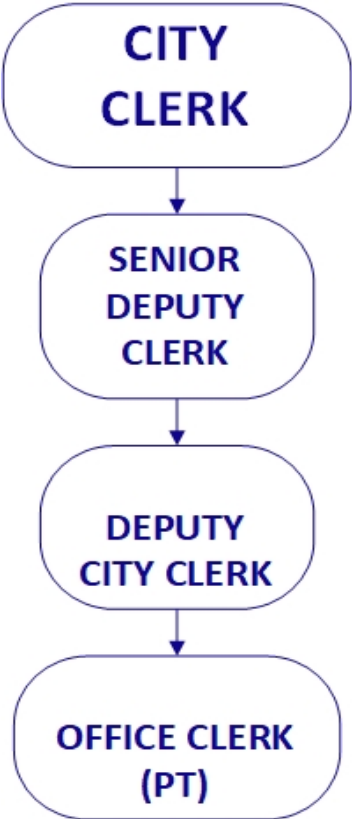 CITY
CLERK
SENIOR
DEPUTY
CLERK
DEPUTY
CITY CLERK
OFFICE CLERK
(PT)